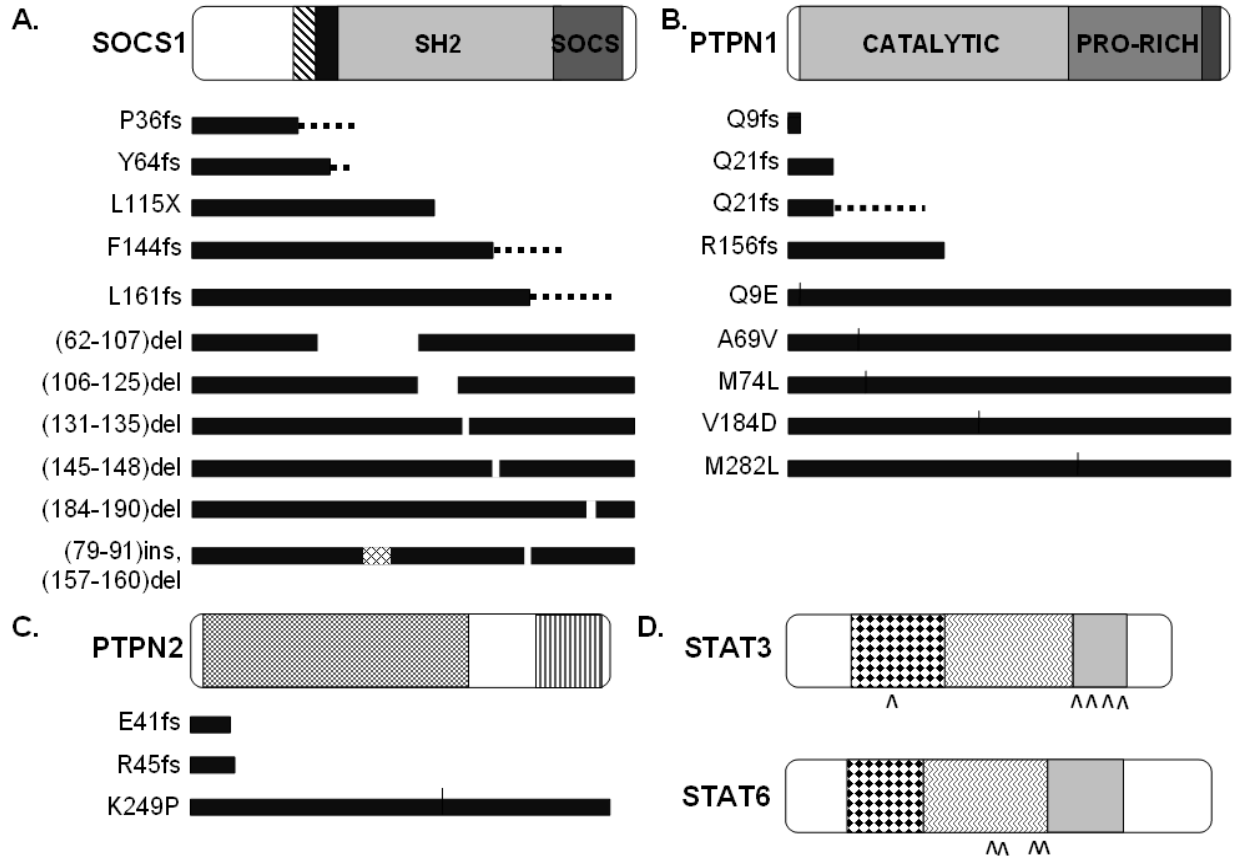 A.
SOCS1
SH2
SOCS
P36fs
Y64fs
L115X
F144fs
L161fs
(62-107)del
(106-125)del
(131-135)del
(145-148)del
(184-190)del
(79-91)ins,
(157-160)del
B.
PTPN1
CATALYTIC
PRO-RICH
Q9fs
Q21fs
Q21fs
R156fs
Q9E
A69V
M74L
V184D
M282L
C.
PTPN2
E41fs
R45fs
K249P
D.
STAT3
^ ^ ^ ^ ^
STAT6
^^ ^^